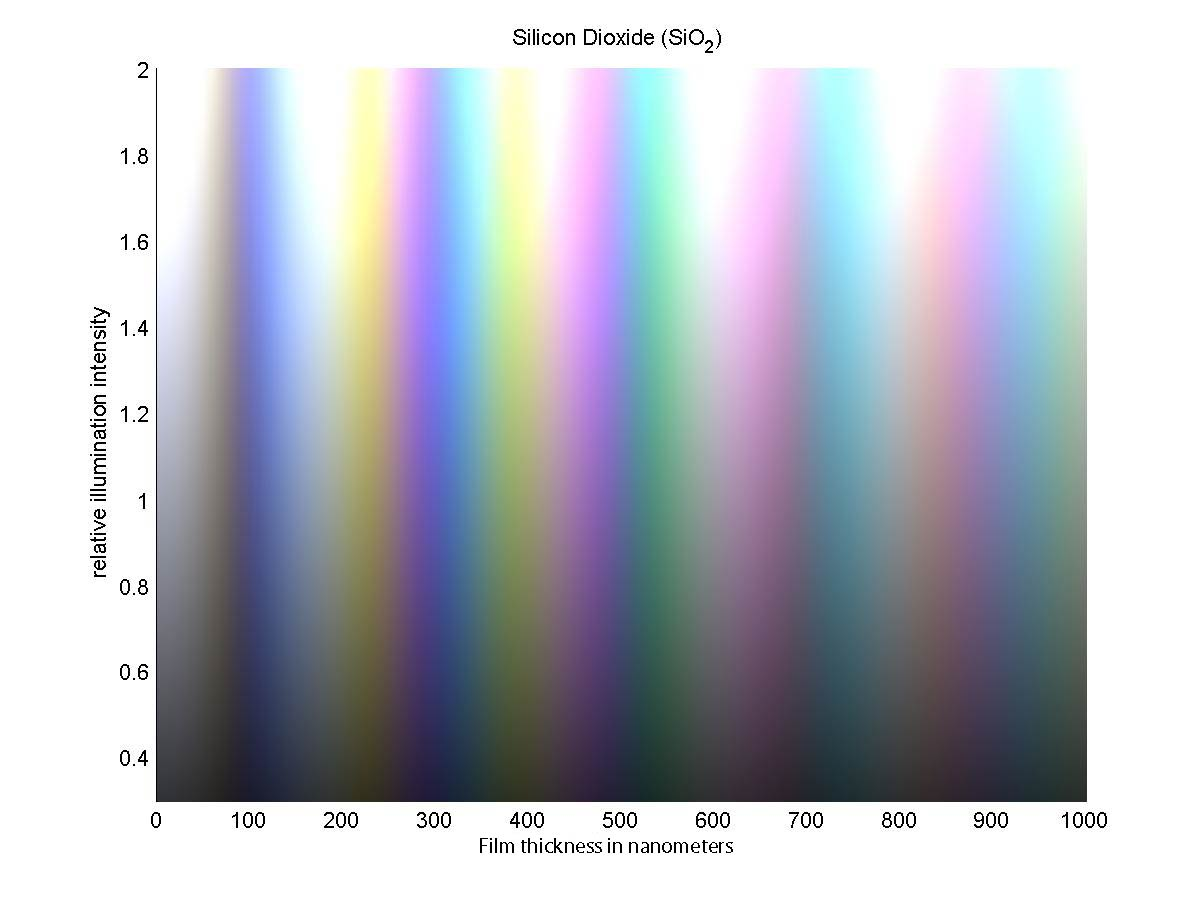 Silicon Dioxide (SiO2)
2
1.8
1.6
1.4
1.2
1
0.8
0.6
0.4
relative illumination intensity
0 100 200 300 400 500 600 700 800 900 1000
Film thickness in nanometers